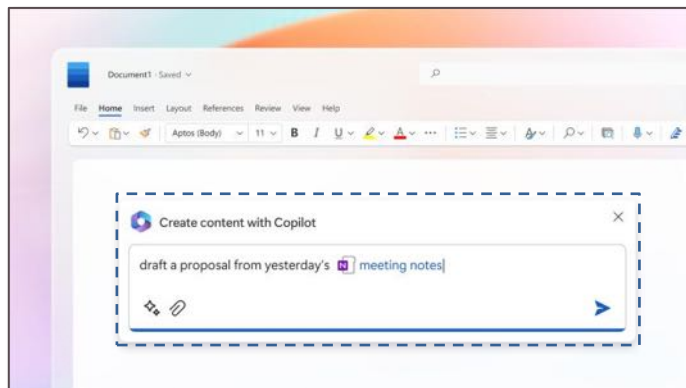 Document1 · Saved
File Home Insert Layout References Review View Help
Aptos (Body) 11 B I U A A
Create content with Copilot
draft a proposal from yesterday's N meeting notes